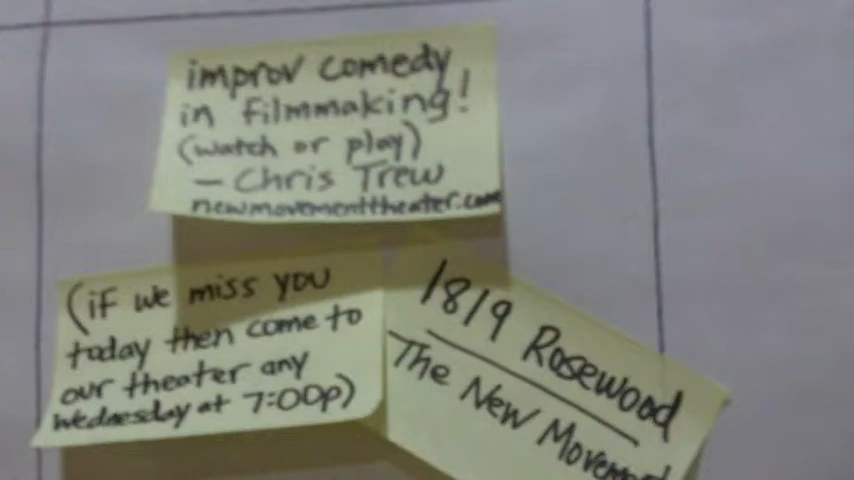 improv comedy
in filmmaking!
(watch or play)
— Chris Trew
newmovementtheater.com
(if we miss you
today then come to
our theater any
Wednesday at 7:00p)
1819 Rosewood
The New Movement